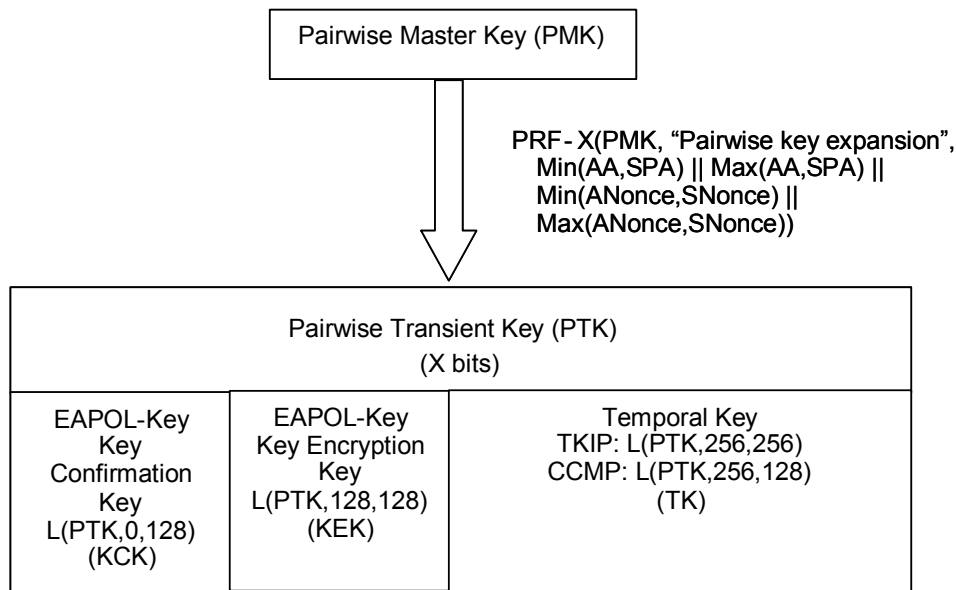 Pairwise Master Key (PMK)
PRF-X(PMK, “Pairwise key expansion”,
Min(AA,SPA) || Max(AA,SPA) ||
Min(ANonce,SNonce) ||
Max(ANonce,SNonce))
Pairwise Transient Key (PTK)
(X bits)
EAPOL-Key
Key
Confirmation
Key
L(PTK,0,128)
(KCK)
EAPOL-Key
Key Encryption
Key
L(PTK,128,128)
(KEK)
Temporal Key
TKIP: L(PTK,256,256)
CCMP: L(PTK,256,128)
(TK)